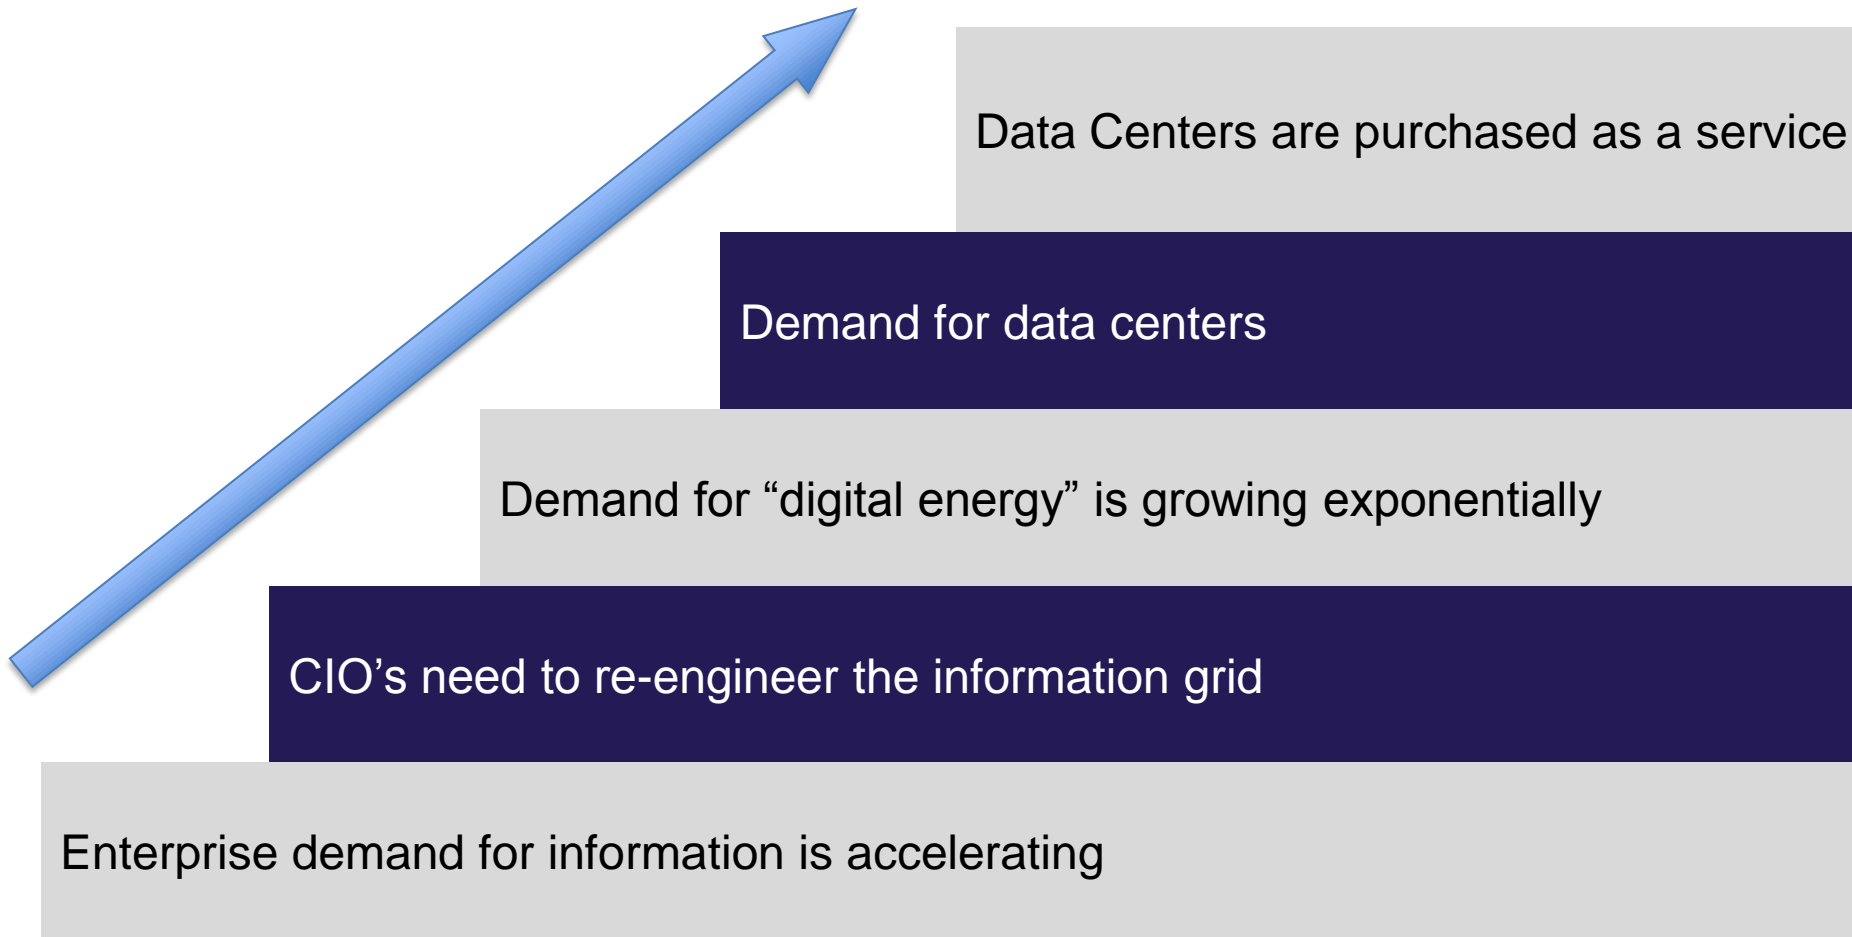 Data Centers are purchased as a service
Demand for data centers
Demand for “digital energy” is growing exponentially
CIO’s need to re-engineer the information grid
Enterprise demand for information is accelerating